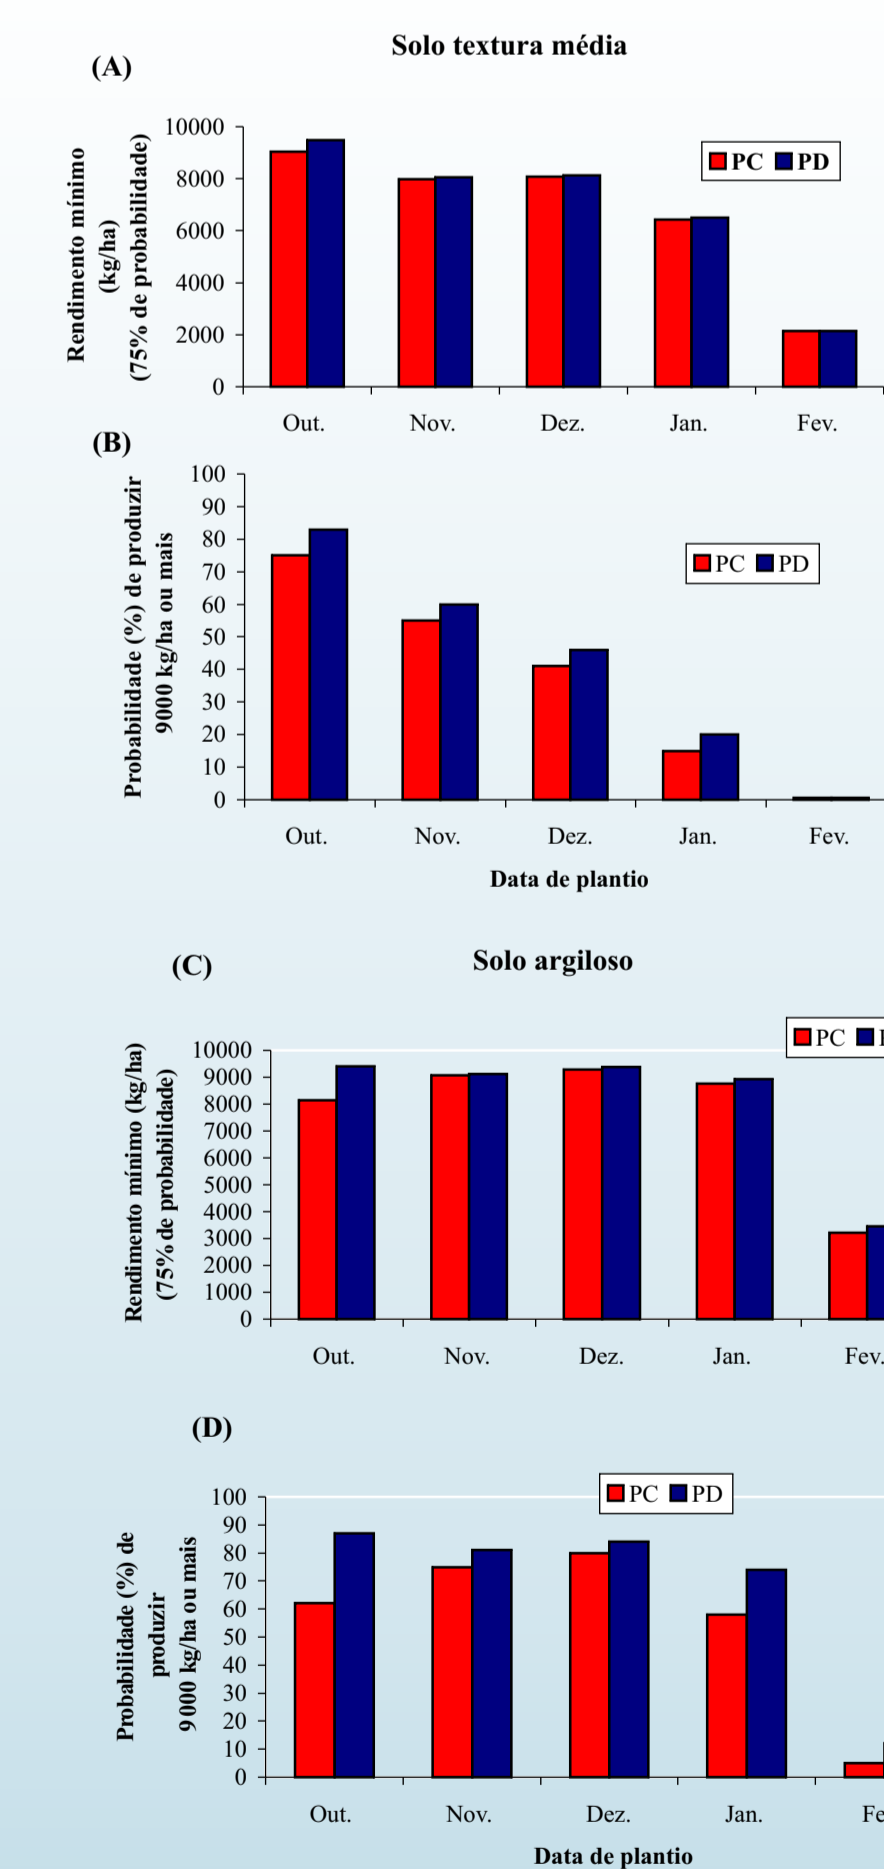 Solo textura média
(A)
Rendimento mínimo
(kg/ha)
(75% de probabilidade)
10000
8000
6000
4000
2000
0
PC PD
Out. Nov. Dez. Jan. Fev.
(B)
Probabilidade (%) de produzir
9000 kg/ha ou mais
100
90
80
70
60
50
40
30
20
10
0
PC PD
Out. Nov. Dez. Jan. Fev.
Data de plantio
(C)
Solo argiloso
Rendimento mínimo (kg/ha)
(75% de probabilidade)
10000
9000
8000
7000
6000
5000
4000
3000
2000
1000
0
PC
Out. Nov. Dez. Jan. Fev.
(D)
Probabilidade (%) de
produzir
9000 kg/ha ou mais
100
90
80
70
60
50
40
30
20
10
0
PC PD
Out. Nov. Dez. Jan. Fe
Data de plantio